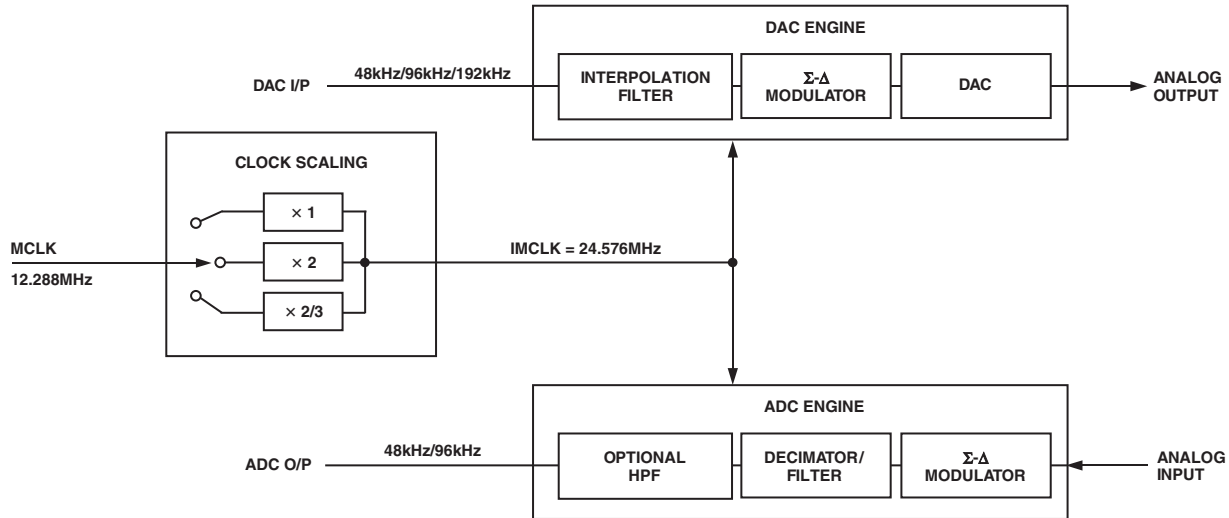 DAC ENGINE
DAC I/P
48kHz/96kHz/192kHz
INTERPOLATION
FILTER
Σ-Δ
MODULATOR
DAC
ANALOG
OUTPUT
CLOCK SCALING
× 1
MCLK
12.288MHz
× 2
IMCLK = 24.576MHz
× 2/3
ADC ENGINE
ADC O/P
48kHz/96kHz
OPTIONAL
HPF
DECIMATOR/
FILTER
Σ-Δ
MODULATOR
ANALOG
INPUT